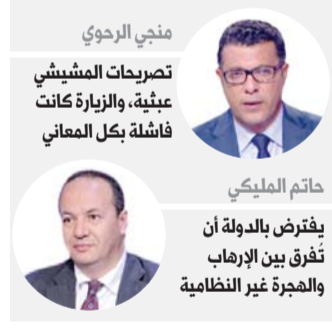 منجي الرحوي
تصريحات المشيشي
عبثية، والزيارة كانت
فاشلة بكل المعاني
حاتم المليكي
يفترض بالدولة أن
تُفرق بين الإرهاب
والهجرة غير النظامية